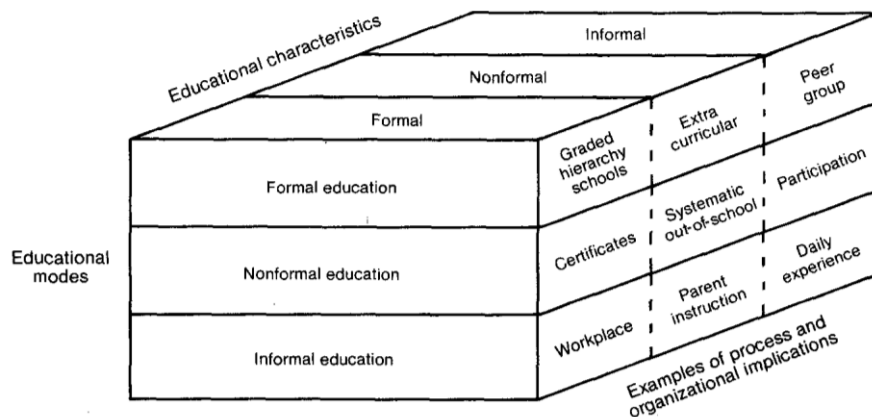 Educational characteristics
Informal
Nonformal
Formal
Educational
modes
Formal education
Nonformal education
Informal education
Graded
hierarchy
schools
Extra
curricular
Peer
group
Certificates
Systematic
out-of-school
Participation
Workplace
Parent
instruction
Daily
experience
Examples of process and
organizational implications